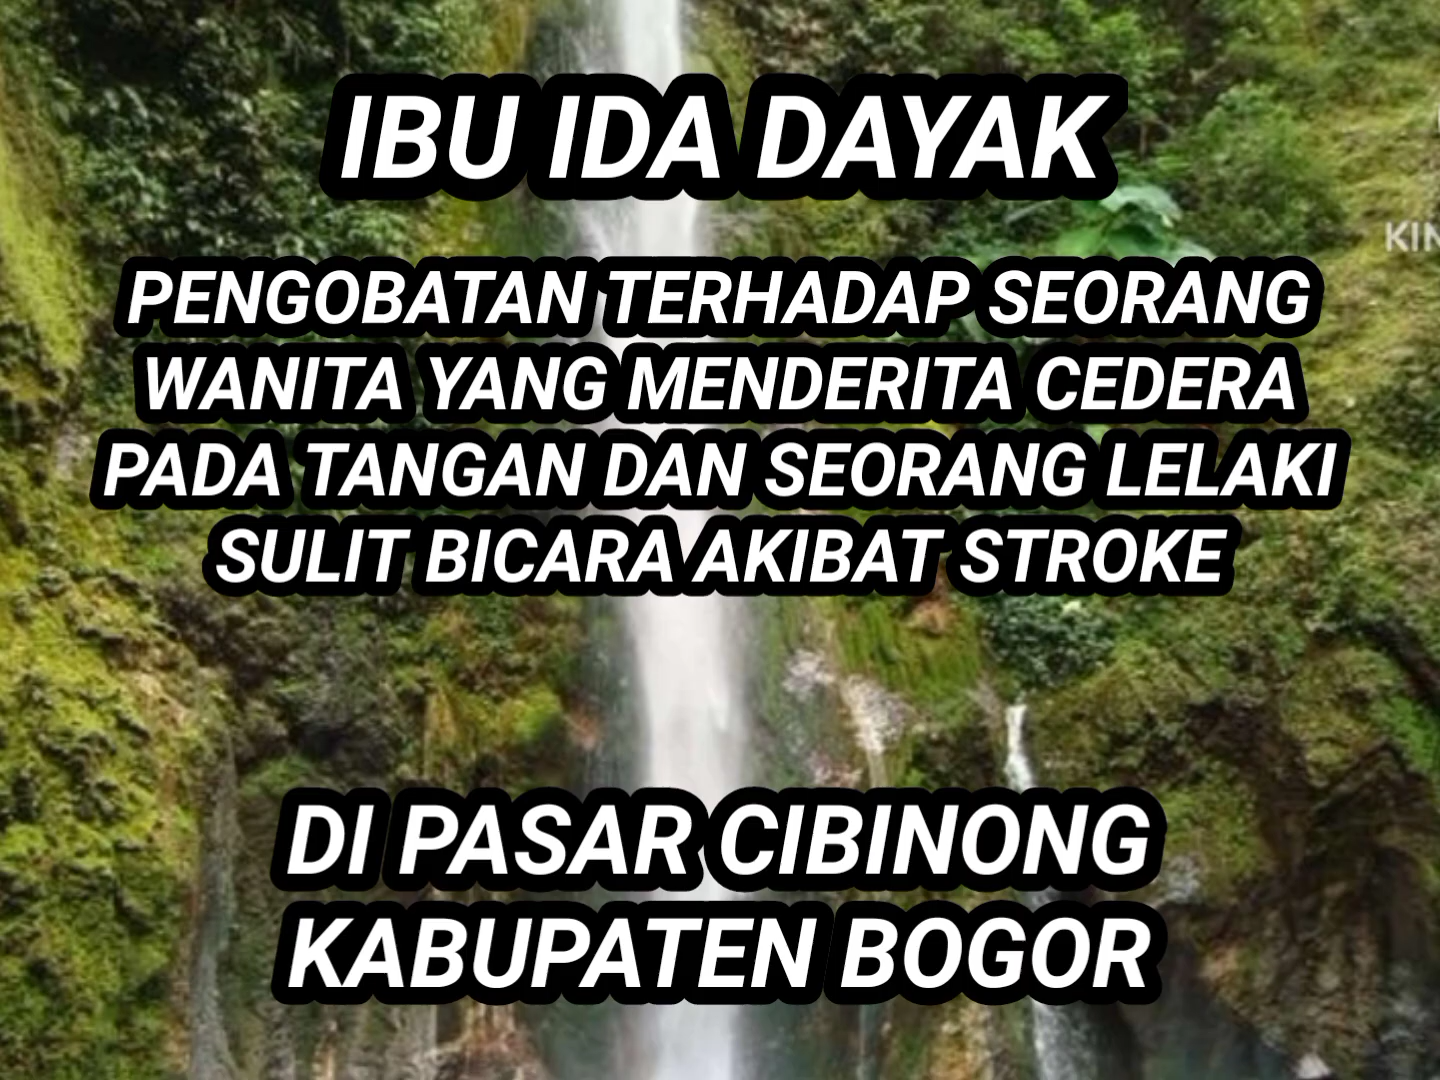 IBU IDA DAYAK
PENGOBATAN TERHADAP SEORANG
WANITA YANG MENDERITA CEDERA
PADA TANGAN DAN SEORANG LELAKI
SULIT BICARA AKIBAT STROKE
DI PASAR CIBINONG
KABUPATEN BOGOR